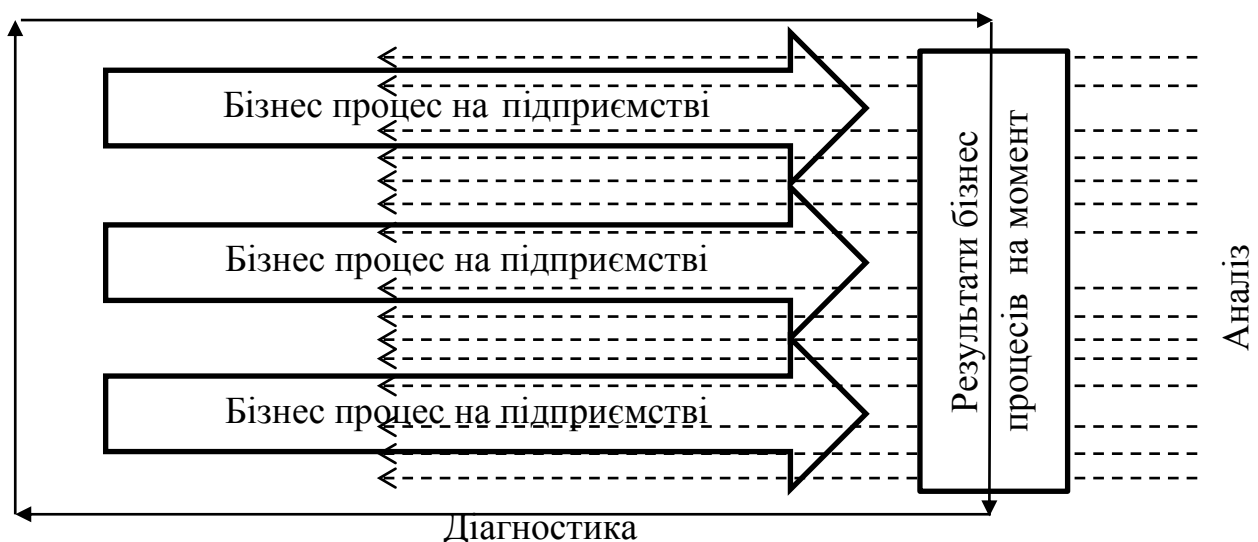 Бізнес процес на підприємстві
Бізнес процес на підприємстві
Бізнес процес на підприємстві
Результати бізнес
процесів на момент
Аналіз
Діагностика